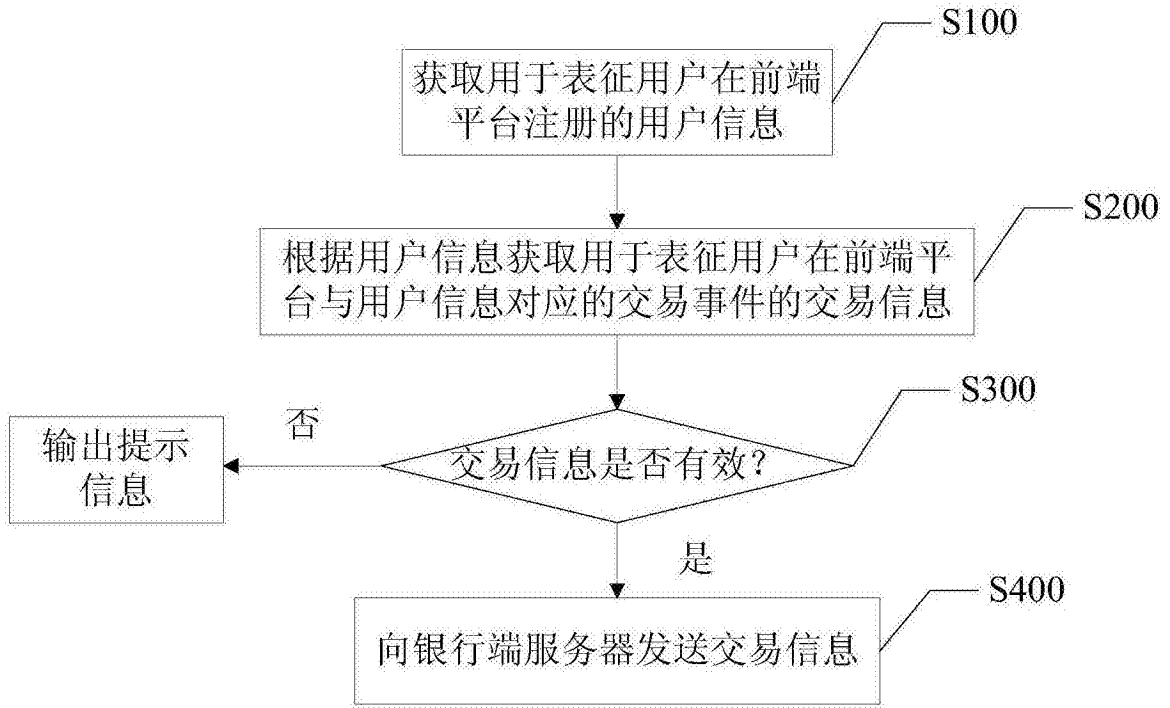 S100
获取用于表征用户在前端
平台注册的用户信息
S200
根据用户信息获取用于表征用户在前端平
台与用户信息对应的交易事件的交易信息
S300
交易信息是否有效?
否
输出提示
信息
是
S400
向银行端服务器发送交易信息